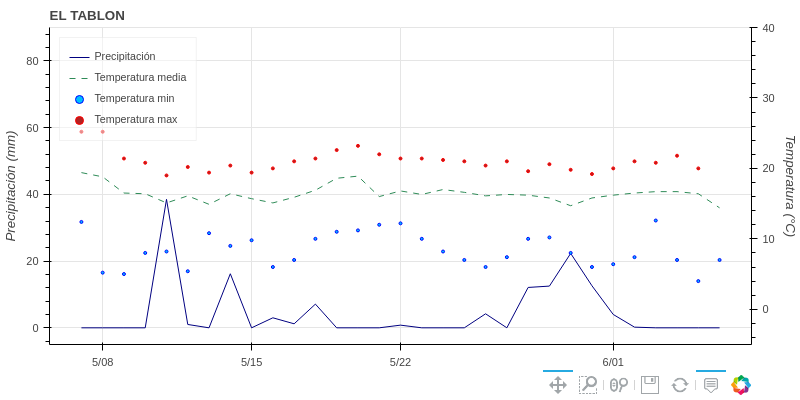 EL TABLON
Precipitación
Temperatura media
Temperatura min
Temperatura max
Precipitación (mm)
80
60
40
20
0
40
30
20
10
0
Temperatura (°C)
5/08
5/15
5/22
6/01